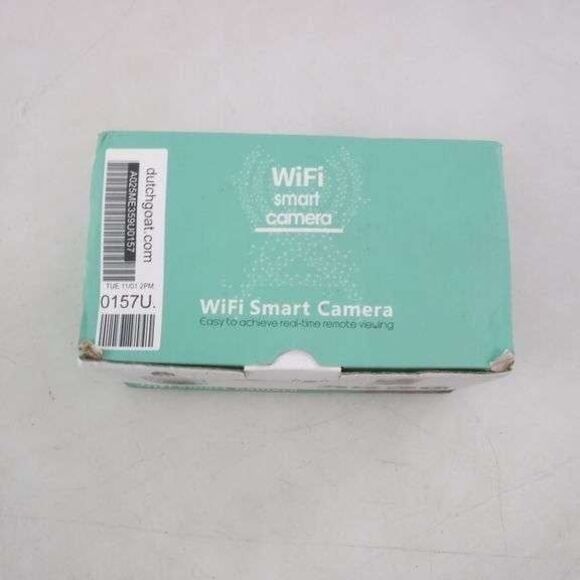 WiFi
smart
camera
WiFi Smart Camera
Easy to achieve real-time remote viewing
dutchgoat.com
A025ME359U0157
TUE 11/01 2PM
0157U.